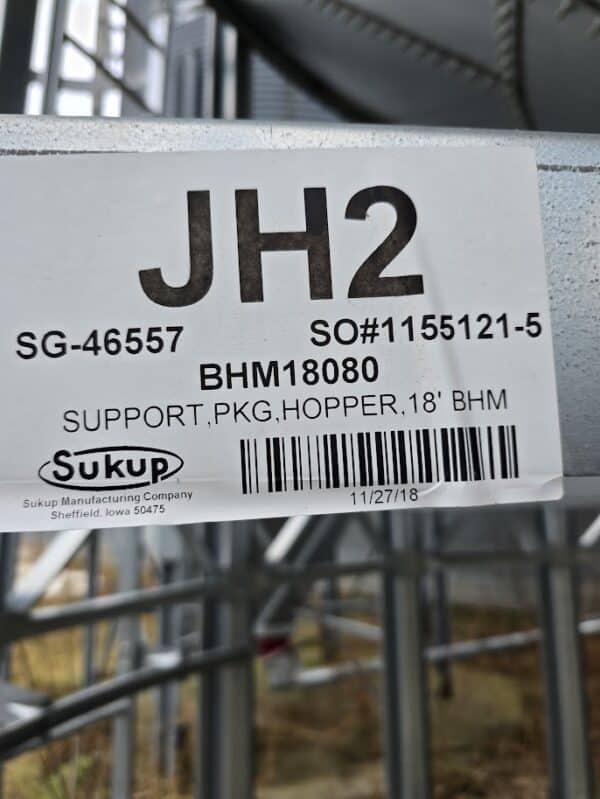 JH2
SG-46557 SO#1155121-5
BHM18080
SUPPORT,PKG,HOPPER,18' BHM
Sukup
Sukup Manufacturing Company
Sheffield, Iowa 50475
11/27/18